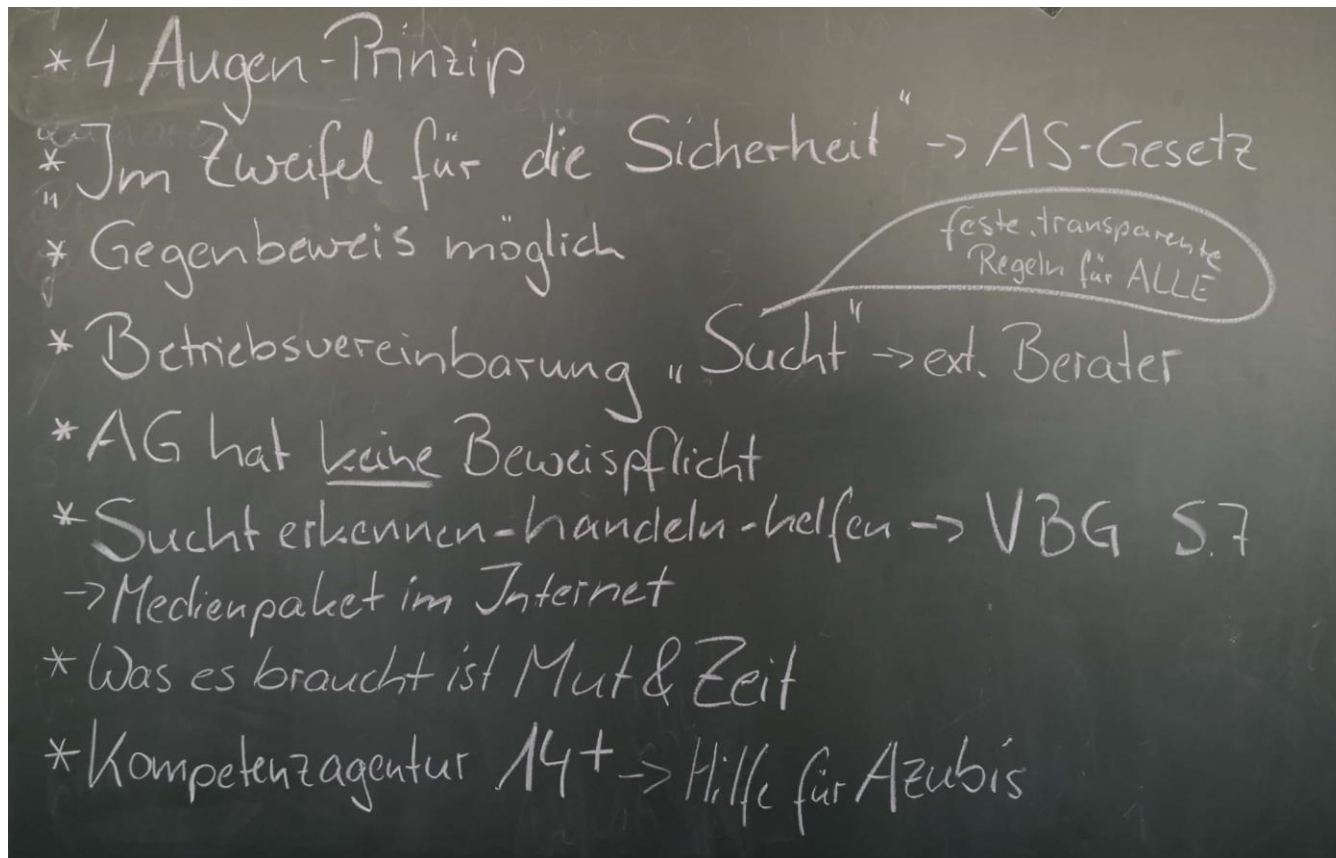 * 4 Augen-Prinzip
* „Im Zweifel für die Sicherheit“ -> AS-Gesetz
* Gegenbeweis möglich
feste, transparente
Regeln für ALLE
* Betriebsvereinbarung „Sucht“ -> ext. Berater
* AG hat keine Beweispflicht
* Sucht erkennen-handeln-helfen -> VBG S.7
-> Medienpaket im Internet
* Was es braucht ist Mut & Zeit
* Kompetenzagentur 14+ -> Hilfe für Azubis